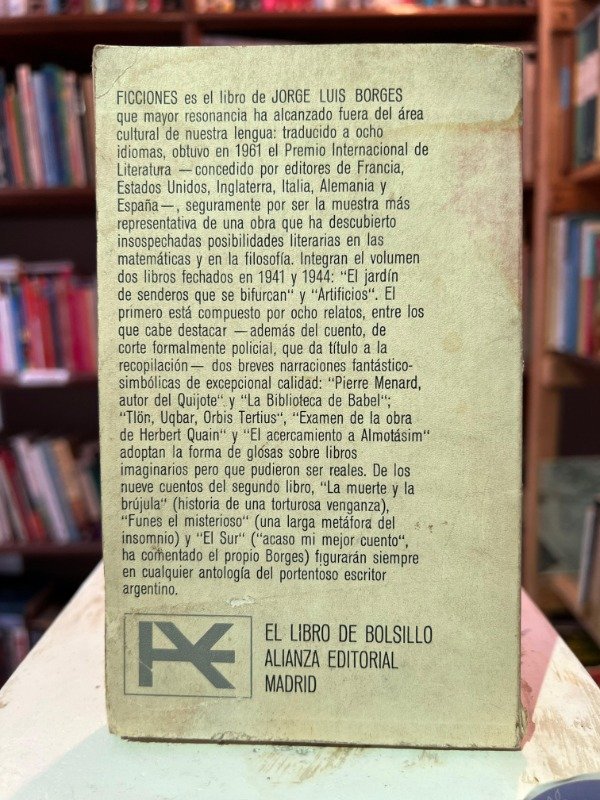 FICCIONES es el libro de JORGE LUIS BORGES
que mayor resonancia ha alcanzado fuera del área
cultural de nuestra lengua: traducido a ocho
idiomas, obtuvo en 1961 el Premio Internacional de
Literatura —concedido por editores de Francia,
Estados Unidos, Inglaterra, Italia, Alemania y
España—, seguramente por ser la muestra más
representativa de una obra que ha descubierto
insospechadas posibilidades literarias en las
matemáticas y en la filosofía. Integran el volumen
dos libros fechados en 1941 y 1944: "El jardín
de senderos que se bifurcan" y "Artificios". El
primero está compuesto por ocho relatos, entre los
que cabe destacar —además del cuento, de
corte formalmente policial, que da título a la
recopilación— dos breves narraciones fantástico-
simbólicas de excepcional calidad: "Pierre Menard,
autor del Quijote" y "La Biblioteca de Babel";
"Tlön, Uqbar, Orbis Tertius", "Examen de la obra
de Herbert Quain" y "El acercamiento a Almotásim"
adoptan la forma de glosas sobre libros
imaginarios pero que pudieron ser reales. De los
nueve cuentos del segundo libro, "La muerte y la
brújula" (historia de una torturosa venganza),
"Funes el misterioso" (una larga metáfora del
insomnio) y "El Sur" ("acaso mi mejor cuento",
ha comentado el propio Borges) figurarán siempre
en cualquier antología del portentoso escritor
argentino.
EL LIBRO DE BOLSILLO
ALIANZA EDITORIAL
MADRID